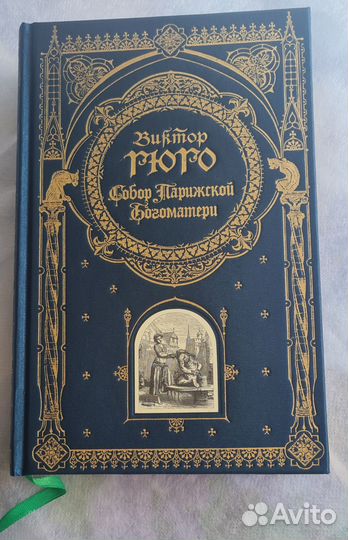 Виктор
ГЮГО
Собор Парижской
Богоматери
Avito